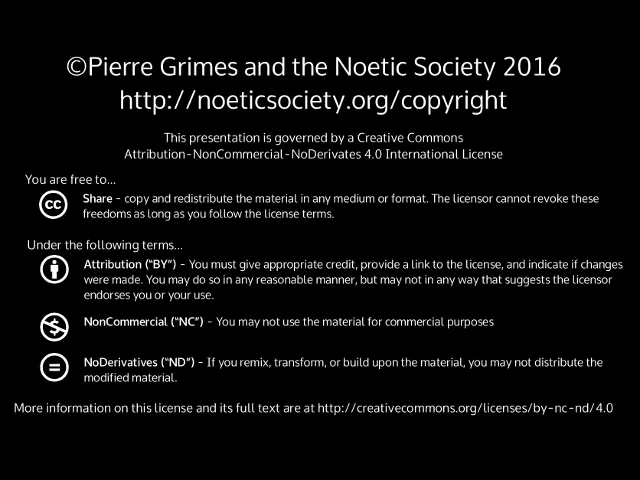 ©Pierre Grimes and the Noetic Society 2016
http://noeticsociety.org/copyright
This presentation is governed by a Creative Commons
Attribution-NonCommercial-NoDerivates 4.0 International License
You are free to...
Share - copy and redistribute the material in any medium or format. The licensor cannot revoke these
freedoms as long as you follow the license terms.
Under the following terms...
Attribution ("BY") - You must give appropriate credit, provide a link to the license, and indicate if changes
were made. You may do so in any reasonable manner, but may not in any way that suggests the licensor
endorses you or your use.
NonCommercial ("NC") - You may not use the material for commercial purposes
NoDerivatives ("ND") - If you remix, transform, or build upon the material, you may not distribute the
modified material.
More information on this license and its full text are at http://creativecommons.org/licenses/by-nc-nd/4.0